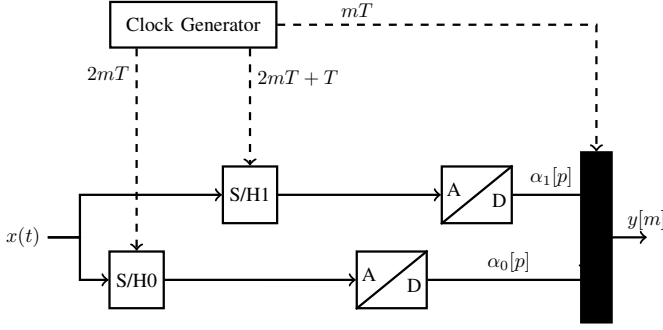 Clock Generator
mT
2mT
2mT + T
S/H1
A
D
α₁[p]
x(t)
y[m]
S/H0
A
D
α₀[p]